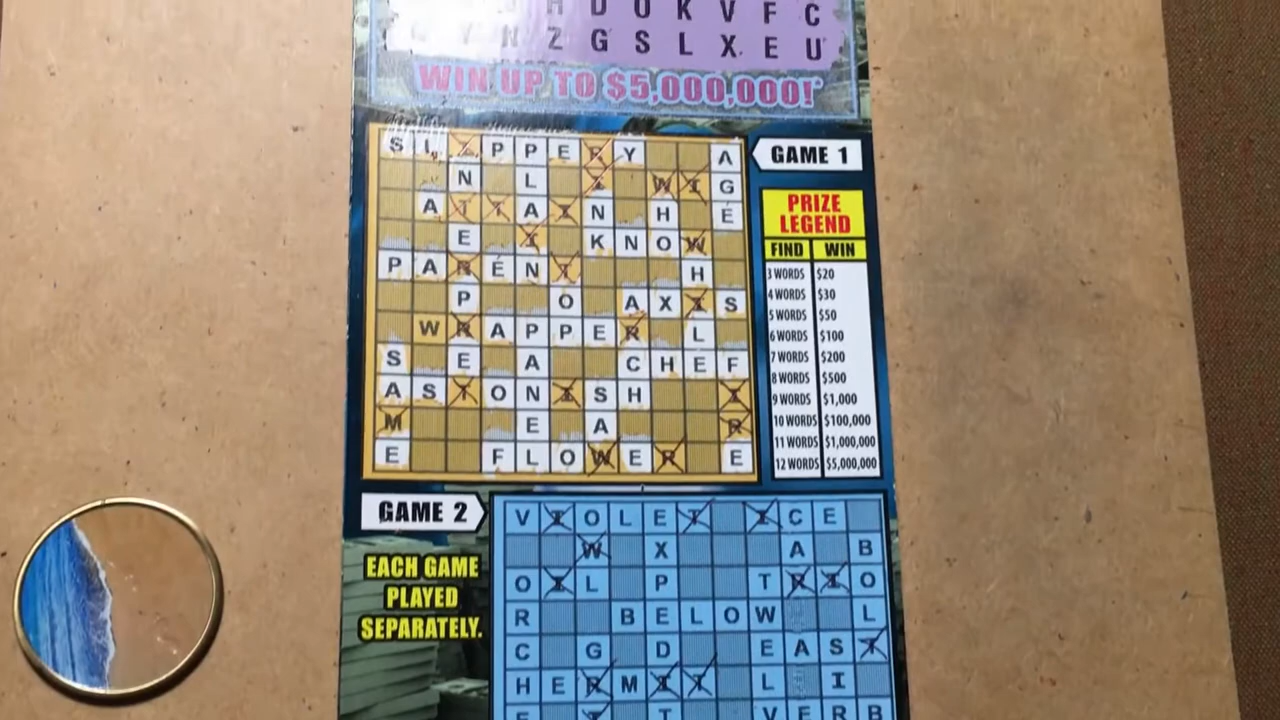 H D O K V F C
Y N Z G S L X E U
WIN UP TO $5,000,000!*
S L I P P E R Y A
N L I W I G
A T T I A I N H E
E I K N O W
P A R E N T H
P O A X I S
W R A P P E R L
S E A C H E F
A S T O N I S H I
M E A R
E F L O W E R E
GAME 1
PRIZE
LEGEND
FIND WIN
3 WORDS $20
4 WORDS $30
5 WORDS $50
6 WORDS $100
7 WORDS $200
8 WORDS $500
9 WORDS $1,000
10 WORDS $100,000
11 WORDS $1,000,000
12 WORDS $5,000,000
GAME 2
EACH GAME
PLAYED
SEPARATELY.
V I O L E T I C E
W X A B
O I L P T R I O
R B E L O W L
C G D E A S T
H E R M I T L I
E I T V E R B